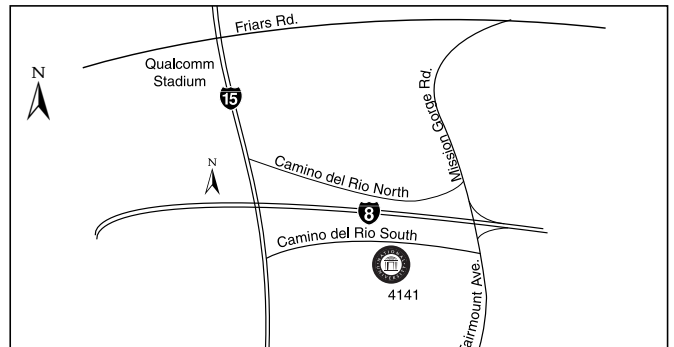 Friars Rd.
Qualcomm
Stadium
N
15
Mission Gorge Rd.
N
Camino del Rio North
8
Camino del Rio South
4141
airmount Ave.